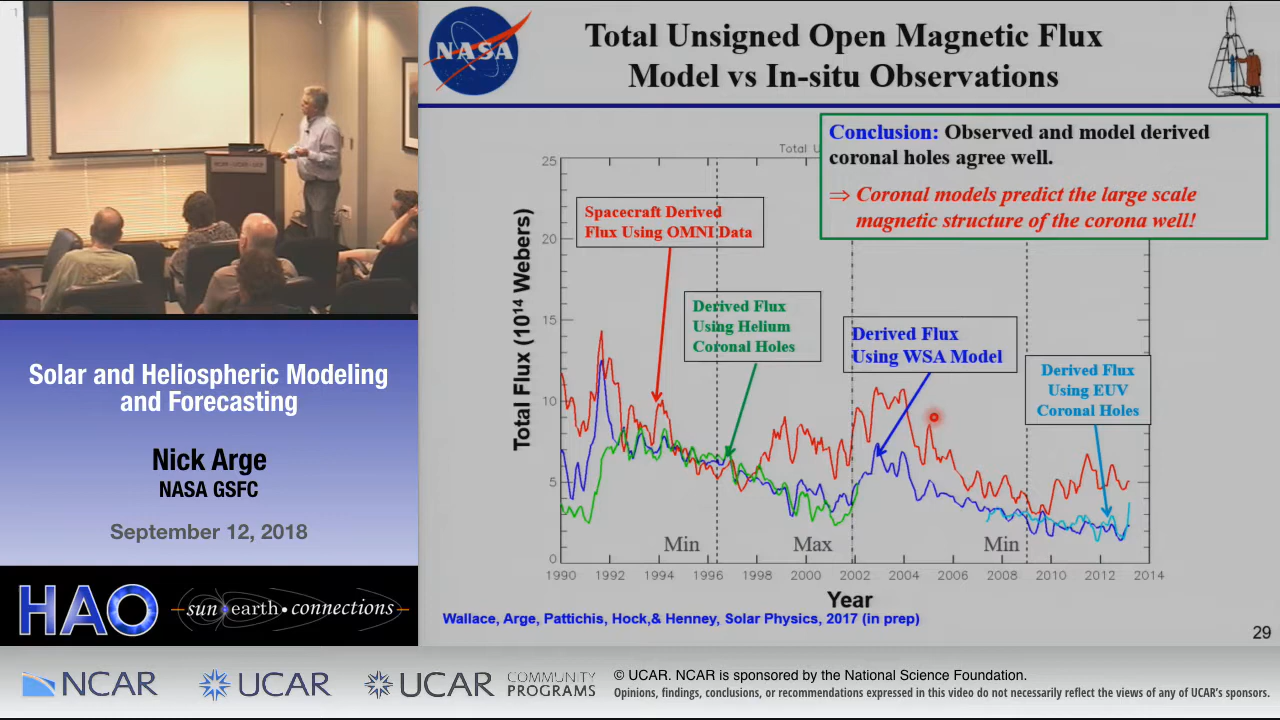 NASA
Total Unsigned Open Magnetic Flux
Model vs In-situ Observations
Conclusion: Observed and model derived
coronal holes agree well.
⇒ Coronal models predict the large scale
magnetic structure of the corona well!
Total U
Spacecraft Derived
Flux Using OMNI Data
Derived Flux
Using Helium
Coronal Holes
Derived Flux
Using WSA Model
Derived Flux
Using EUV
Coronal Holes
Total Flux (10¹⁴ Webers)
25
20
15
10
5
0
Min
Max
Min
1990 1992 1994 1996 1998 2000 2002 2004 2006 2008 2010 2012 2014
Year
Wallace, Arge, Pattichis, Hock,& Henney, Solar Physics, 2017 (in prep)
29
Solar and Heliospheric Modeling
and Forecasting
Nick Arge
NASA GSFC
September 12, 2018
HAO
sun•earth•connections
NCAR
UCAR
UCAR
COMMUNITY
PROGRAMS
© UCAR. NCAR is sponsored by the National Science Foundation.
Opinions, findings, conclusions, or recommendations expressed in this video do not necessarily reflect the views of any of UCAR's sponsors.